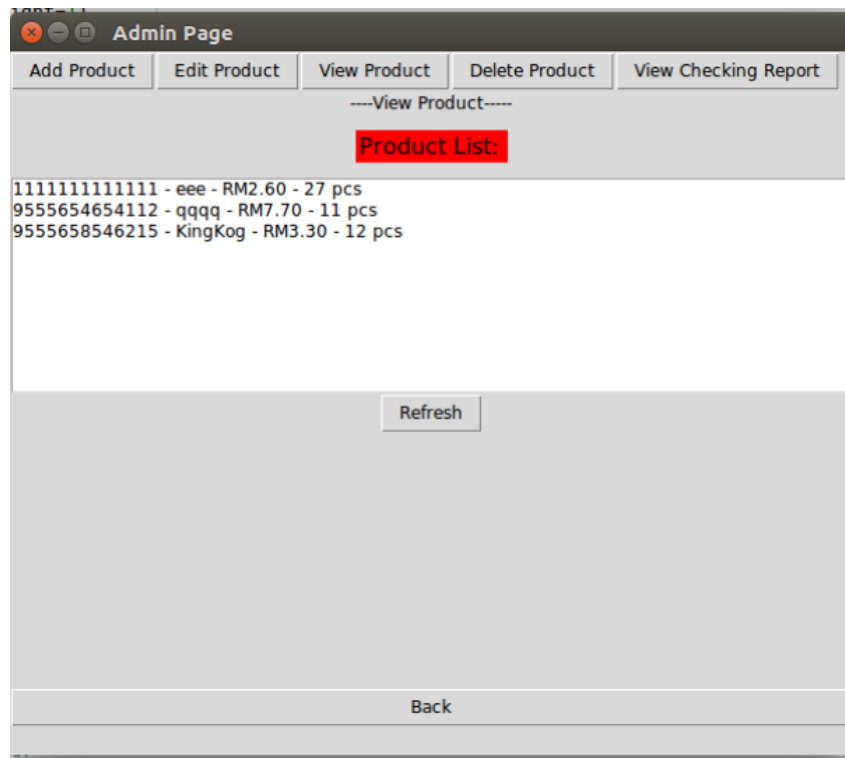 Admin Page
Add Product Edit Product View Product Delete Product View Checking Report
----View Product-----
Product List:
1111111111111 - eee - RM2.60 - 27 pcs
9555654654112 - qqqq - RM7.70 - 11 pcs
9555658546215 - KingKog - RM3.30 - 12 pcs
Refresh
Back